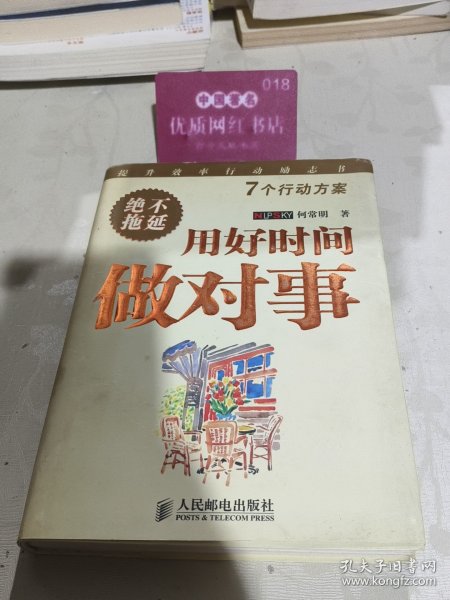 018
中国著名
优质网红书店
提升效率行动励志书
7个行动方案
绝不
拖延
NLPSKY 何常明 著
用好时间
做对事
人民邮电出版社
POSTS & TELECOM PRESS
孔夫子旧书网
www.kongfz.com